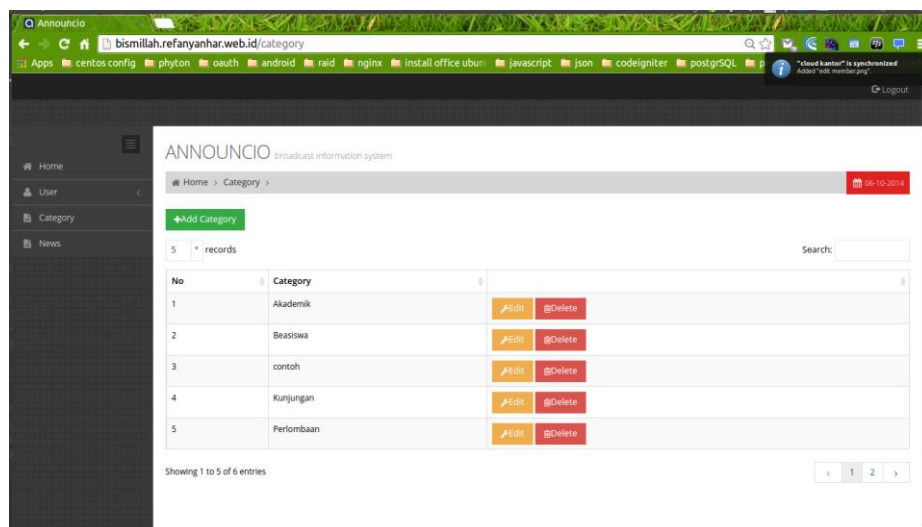 Announcio
bismillah.refanyanhar.web.id/category
Apps centos config phyton oauth android raid nginx install office ubun javascript json codeigniter postgrSQL p
"cloud kantor" is synchronized
Added "edit member.png".
Logout
ANNOUNCIO broadcast information system
Home
Home > Category >
06-10-2014
User
Category
News
+Add Category
5 records
Search:
No Category
1 Akademik Edit Delete
2 Beasiswa Edit Delete
3 contoh Edit Delete
4 Kunjungan Edit Delete
5 Perlombaan Edit Delete
Showing 1 to 5 of 6 entries
‹ 1 2 ›